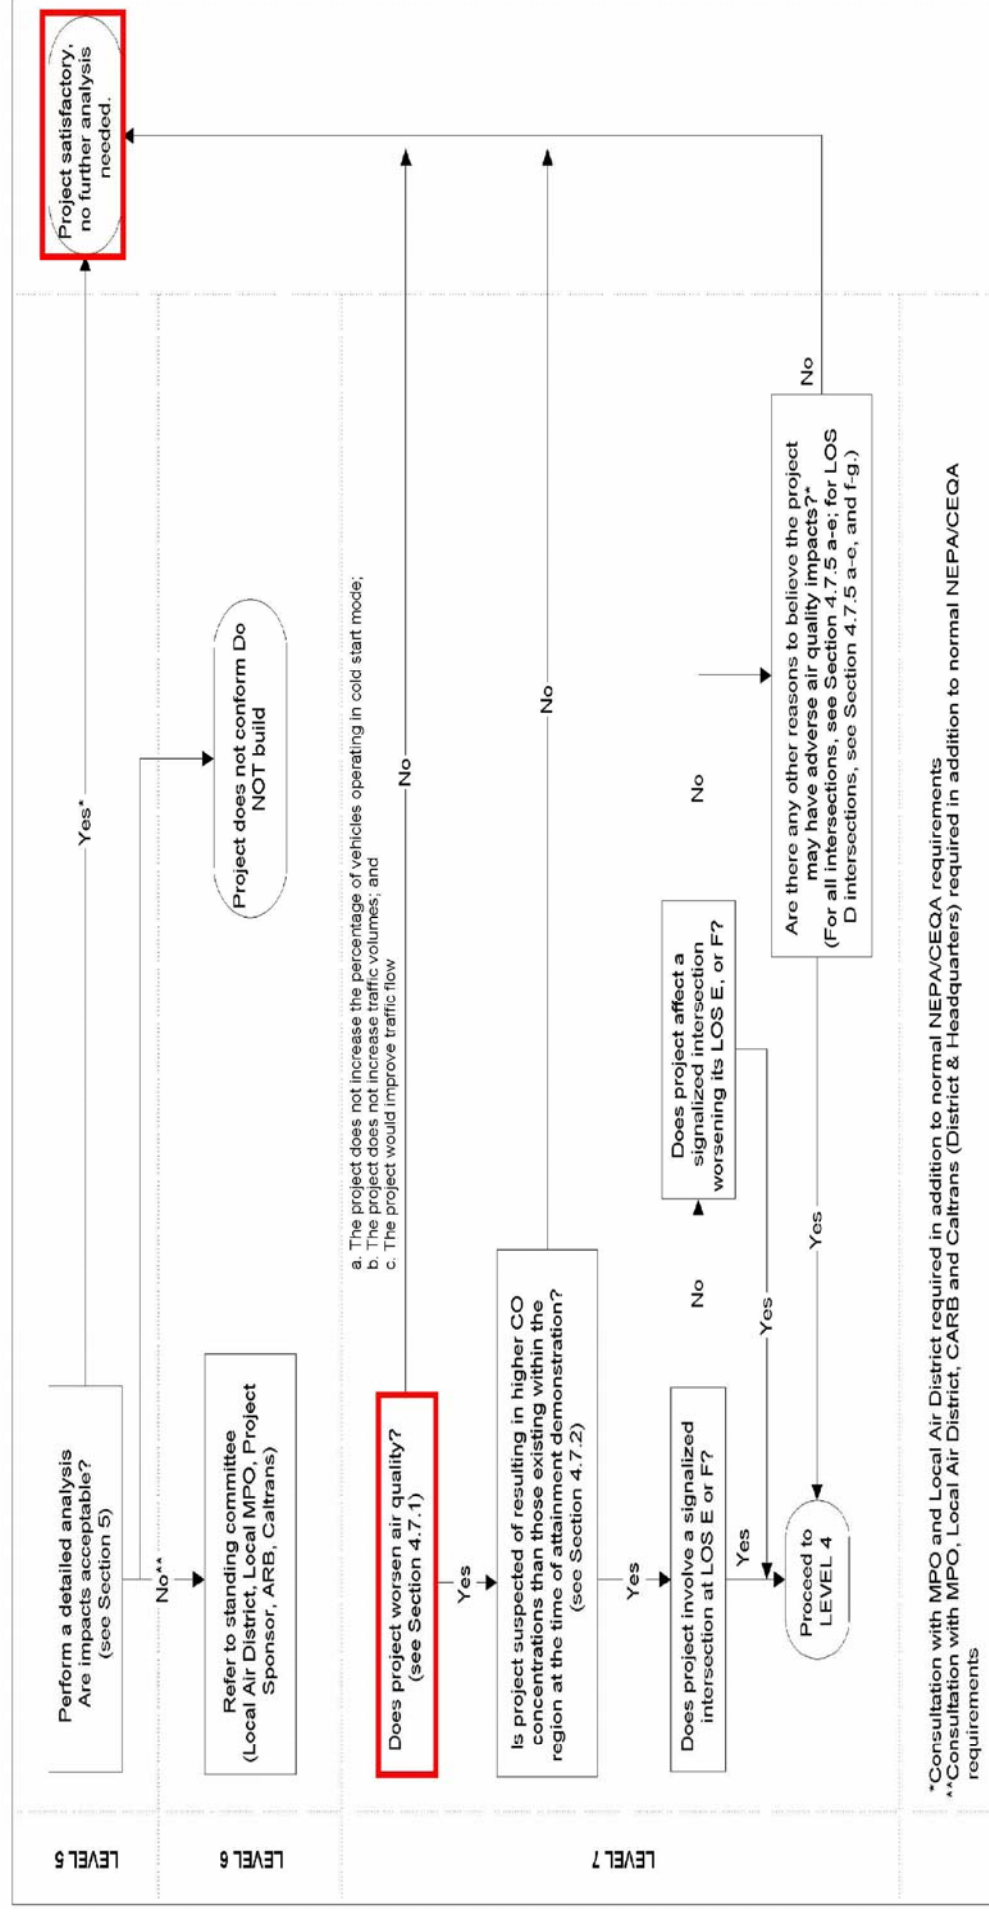 LEVEL 5
Perform a detailed analysis
Are impacts acceptable?
(see Section 5)
Yes*
Project satisfactory,
no further analysis
needed.
No**
LEVEL 6
Refer to standing committee
(Local Air District, Local MPO, Project
Sponsor, ARB, Caltrans)
Project does not conform Do
NOT build
LEVEL 7
a. The project does not increase the percentage of vehicles operating in cold start mode;
b. The project does not increase traffic volumes; and
c. The project would improve traffic flow
Does project worsen air quality?
(see Section 4.7.1)
No
Yes
Is project suspected of resulting in higher CO
concentrations than those existing within the
region at the time of attainment demonstration?
(see Section 4.7.2)
No
Yes
Does project involve a signalized
intersection at LOS E or F?
No
Does project affect a
signalized intersection
worsening its LOS E, or F?
No
Yes
Yes
Are there any other reasons to believe the project
may have adverse air quality impacts?*
(For all intersections, see Section 4.7.5 a-e; for LOS
D intersections, see Section 4.7.5 a-e, and f-g.)
No
Yes
Proceed to
LEVEL 4
*Consultation with MPO and Local Air District required in addition to normal NEPA/CEQA requirements
**Consultation with MPO, Local Air District, CARB and Caltrans (District & Headquarters) required in addition to normal NEPA/CEQA
requirements